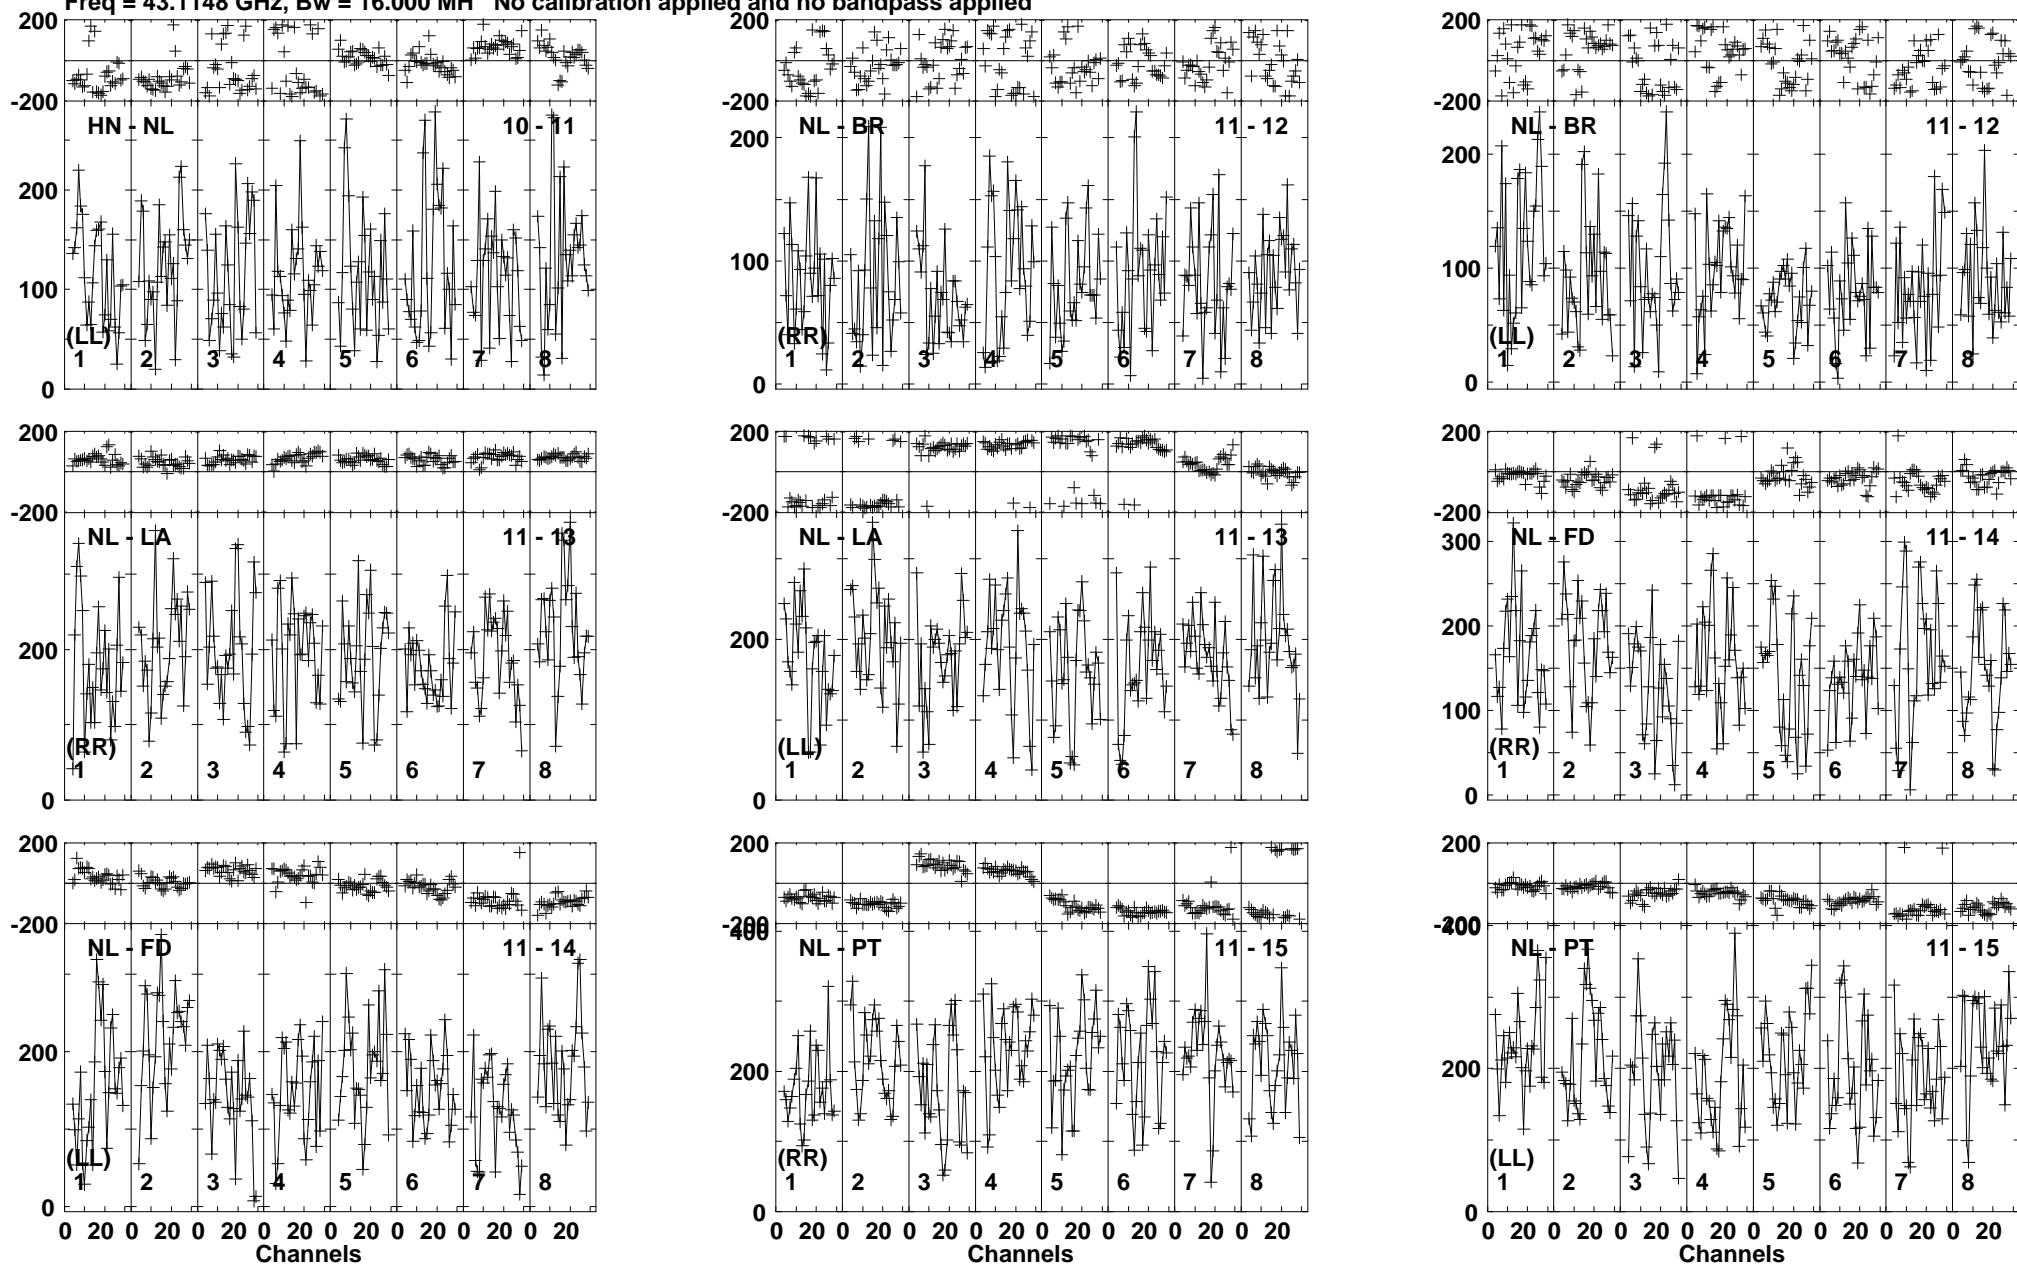 Freq = 43.1148 GHz, Bw = 16.000 MH No calibration applied and no bandpass applied
200 200 200
-200 -200 -200
HN - NL 10 - 11 NL - BR 11 - 12 NL - BR 11 - 12
200 200 200
100 100 100
(LL) (RR) (LL)
1 2 3 4 5 6 7 8 1 2 3 4 5 6 7 8 1 2 3 4 5 6 7 8
0 0 0
200 200 200
-200 -200 -200
NL - LA 11 - 13 NL - LA 11 - 13 NL - FD 11 - 14
300
200 200 200
100
(RR) (LL) (RR)
1 2 3 4 5 6 7 8 1 2 3 4 5 6 7 8 1 2 3 4 5 6 7 8
0 0 0
200 200 200
-200 -200 -200
400 400
NL - FD 11 - 14 NL - PT 11 - 15 NL - PT 11 - 15
200 200 200
(LL) (RR) (LL)
1 2 3 4 5 6 7 8 1 2 3 4 5 6 7 8 1 2 3 4 5 6 7 8
0 0 0
0 20 0 20 0 20 0 20 0 20 0 20 0 20 0 20 0 20 0 20 0 20 0 20 0 20 0 20 0 20 0 20 0 20 0 20 0 20 0 20 0 20 0 20 0 20 0 20
Channels Channels Channels